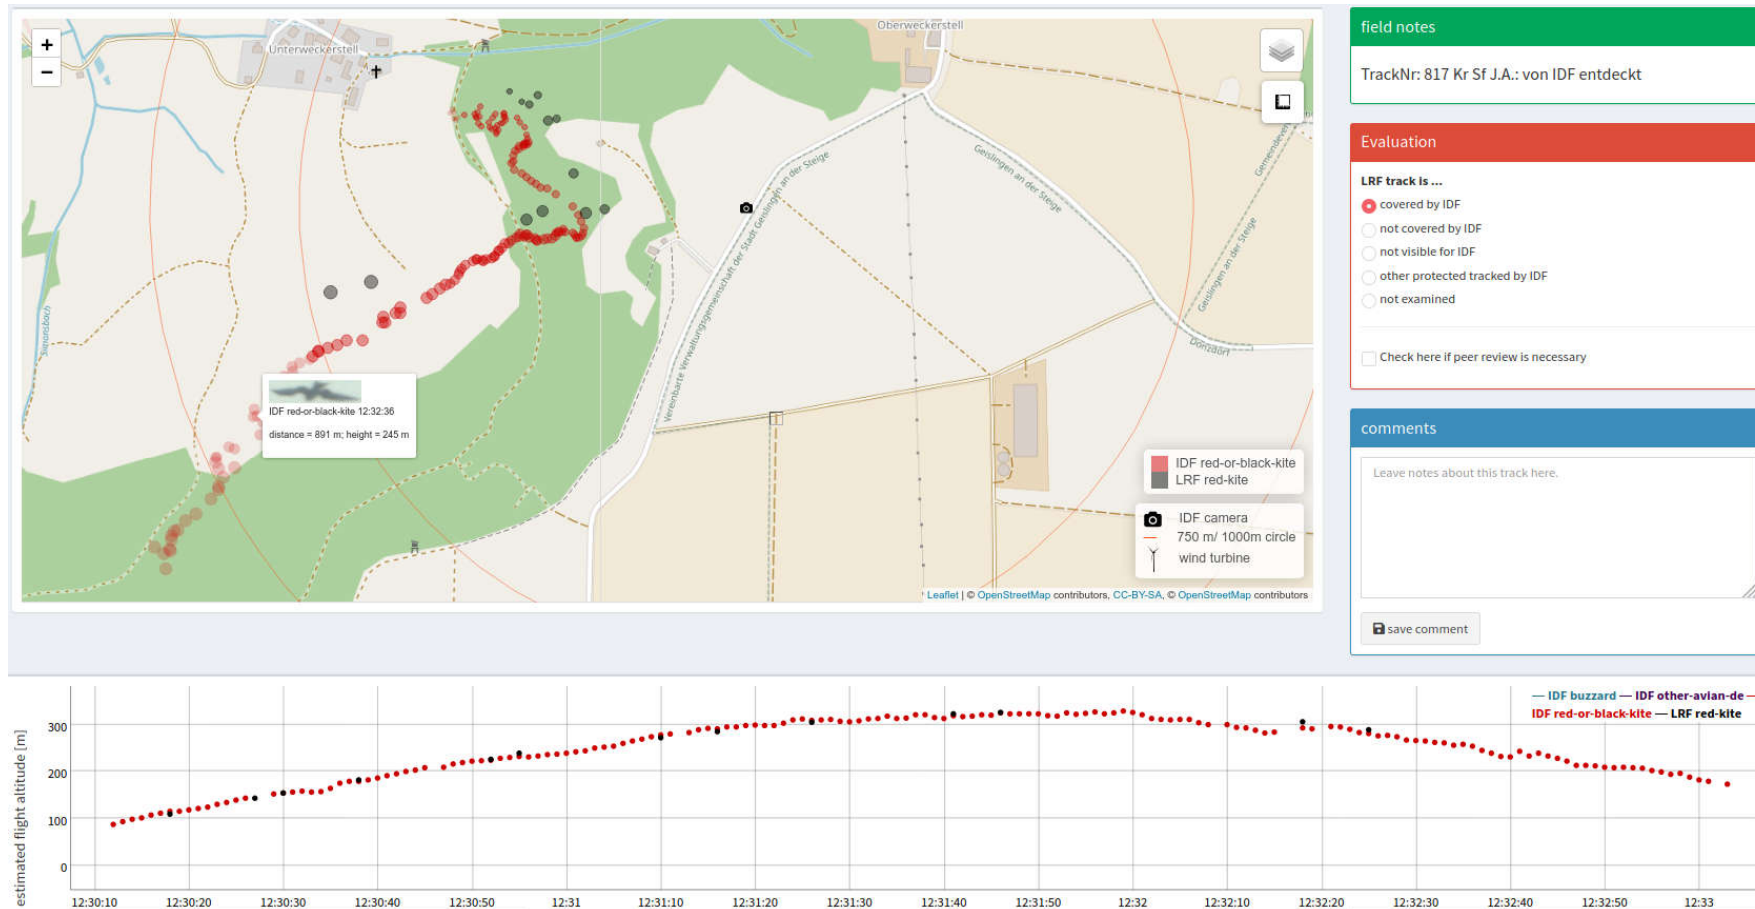 +
−
Unterweckerstell
Oberweckerstell
Simonsbach
Vereinbarte Verwaltungsgemeinschaft der Stadt Geislingen an der Steige
Geislingen an der Steige
Geislingen an der Steige
Donzdorf
IDF red-or-black-kite 12:32:36
distance = 891 m; height = 245 m
IDF red-or-black-kite
LRF red-kite
IDF camera
750 m/ 1000m circle
wind turbine
Leaflet | © OpenStreetMap contributors, CC-BY-SA, © OpenStreetMap contributors
field notes
TrackNr: 817 Kr Sf J.A.: von IDF entdeckt
Evaluation
LRF track is ...
covered by IDF
not covered by IDF
not visible for IDF
other protected tracked by IDF
not examined
Check here if peer review is necessary
comments
Leave notes about this track here.
save comment
— IDF buzzard — IDF other-avian-de —
IDF red-or-black-kite — LRF red-kite
estimated flight altitude [m]
300
200
100
0
12:30:10 12:30:20 12:30:30 12:30:40 12:30:50 12:31 12:31:10 12:31:20 12:31:30 12:31:40 12:31:50 12:32 12:32:10 12:32:20 12:32:30 12:32:40 12:32:50 12:33